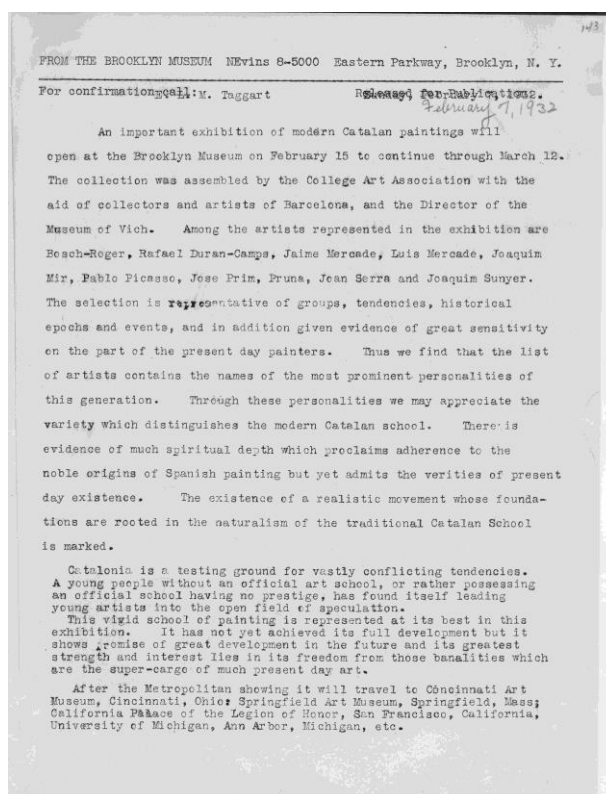 143
FROM THE BROOKLYN MUSEUM NEvins 8-5000 Eastern Parkway, Brooklyn, N. Y.
For confirmation call: M. Taggart Released for Publication, 1932.
February 7, 1932
An important exhibition of modern Catalan paintings will
open at the Brooklyn Museum on February 15 to continue through March 12.
The collection was assembled by the College Art Association with the
aid of collectors and artists of Barcelona, and the Director of the
Museum of Vich. Among the artists represented in the exhibition are
Bosch-Roger, Rafael Duran-Camps, Jaime Mercade, Luis Mercade, Joaquim
Mir, Pablo Picasso, Jose Prim, Pruna, Joan Serra and Joaquim Sunyer.
The selection is representative of groups, tendencies, historical
epochs and events, and in addition given evidence of great sensitivity
on the part of the present day painters. Thus we find that the list
of artists contains the names of the most prominent personalities of
this generation. Through these personalities we may appreciate the
variety which distinguishes the modern Catalan school. There is
evidence of much spiritual depth which proclaims adherence to the
noble origins of Spanish painting but yet admits the verities of present
day existence. The existence of a realistic movement whose founda-
tions are rooted in the naturalism of the traditional Catalan School
is marked.
Catalonia is a testing ground for vastly conflicting tendencies.
A young people without an official art school, or rather possessing
an official school having no prestige, has found itself leading
young artists into the open field of speculation.
This vigid school of painting is represented at its best in this
exhibition. It has not yet achieved its full development but it
shows promise of great development in the future and its greatest
strength and interest lies in its freedom from those banalities which
are the super-cargo of much present day art.
After the Metropolitan showing it will travel to Concinnati Art
Museum, Cincinnati, Ohio: Springfield Art Museum, Springfield, Mass;
California Palace of the Legion of Honor, San Francisco, California,
University of Michigan, Ann Arbor, Michigan, etc.